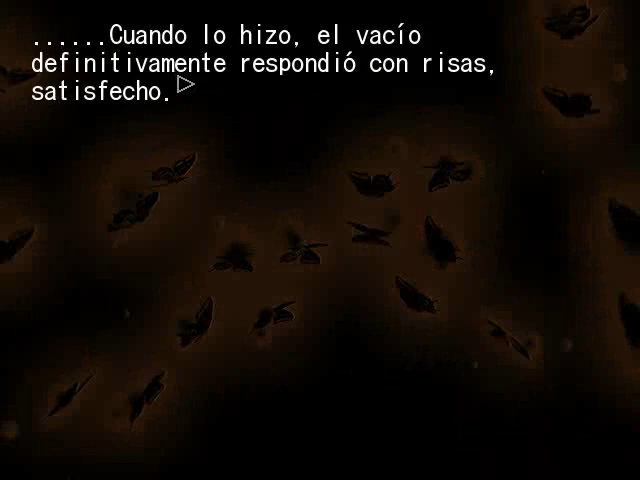 ......Cuando lo hizo, el vacío
definitivamente respondió con risas,
satisfecho.